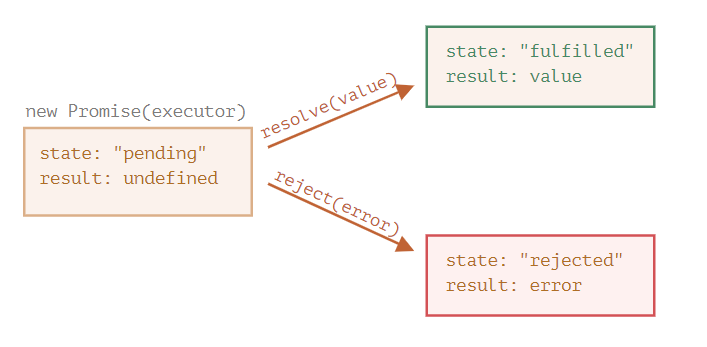 new Promise(executor)
state: "pending"
result: undefined
resolve(value)
state: "fulfilled"
result: value
reject(error)
state: "rejected"
result: error